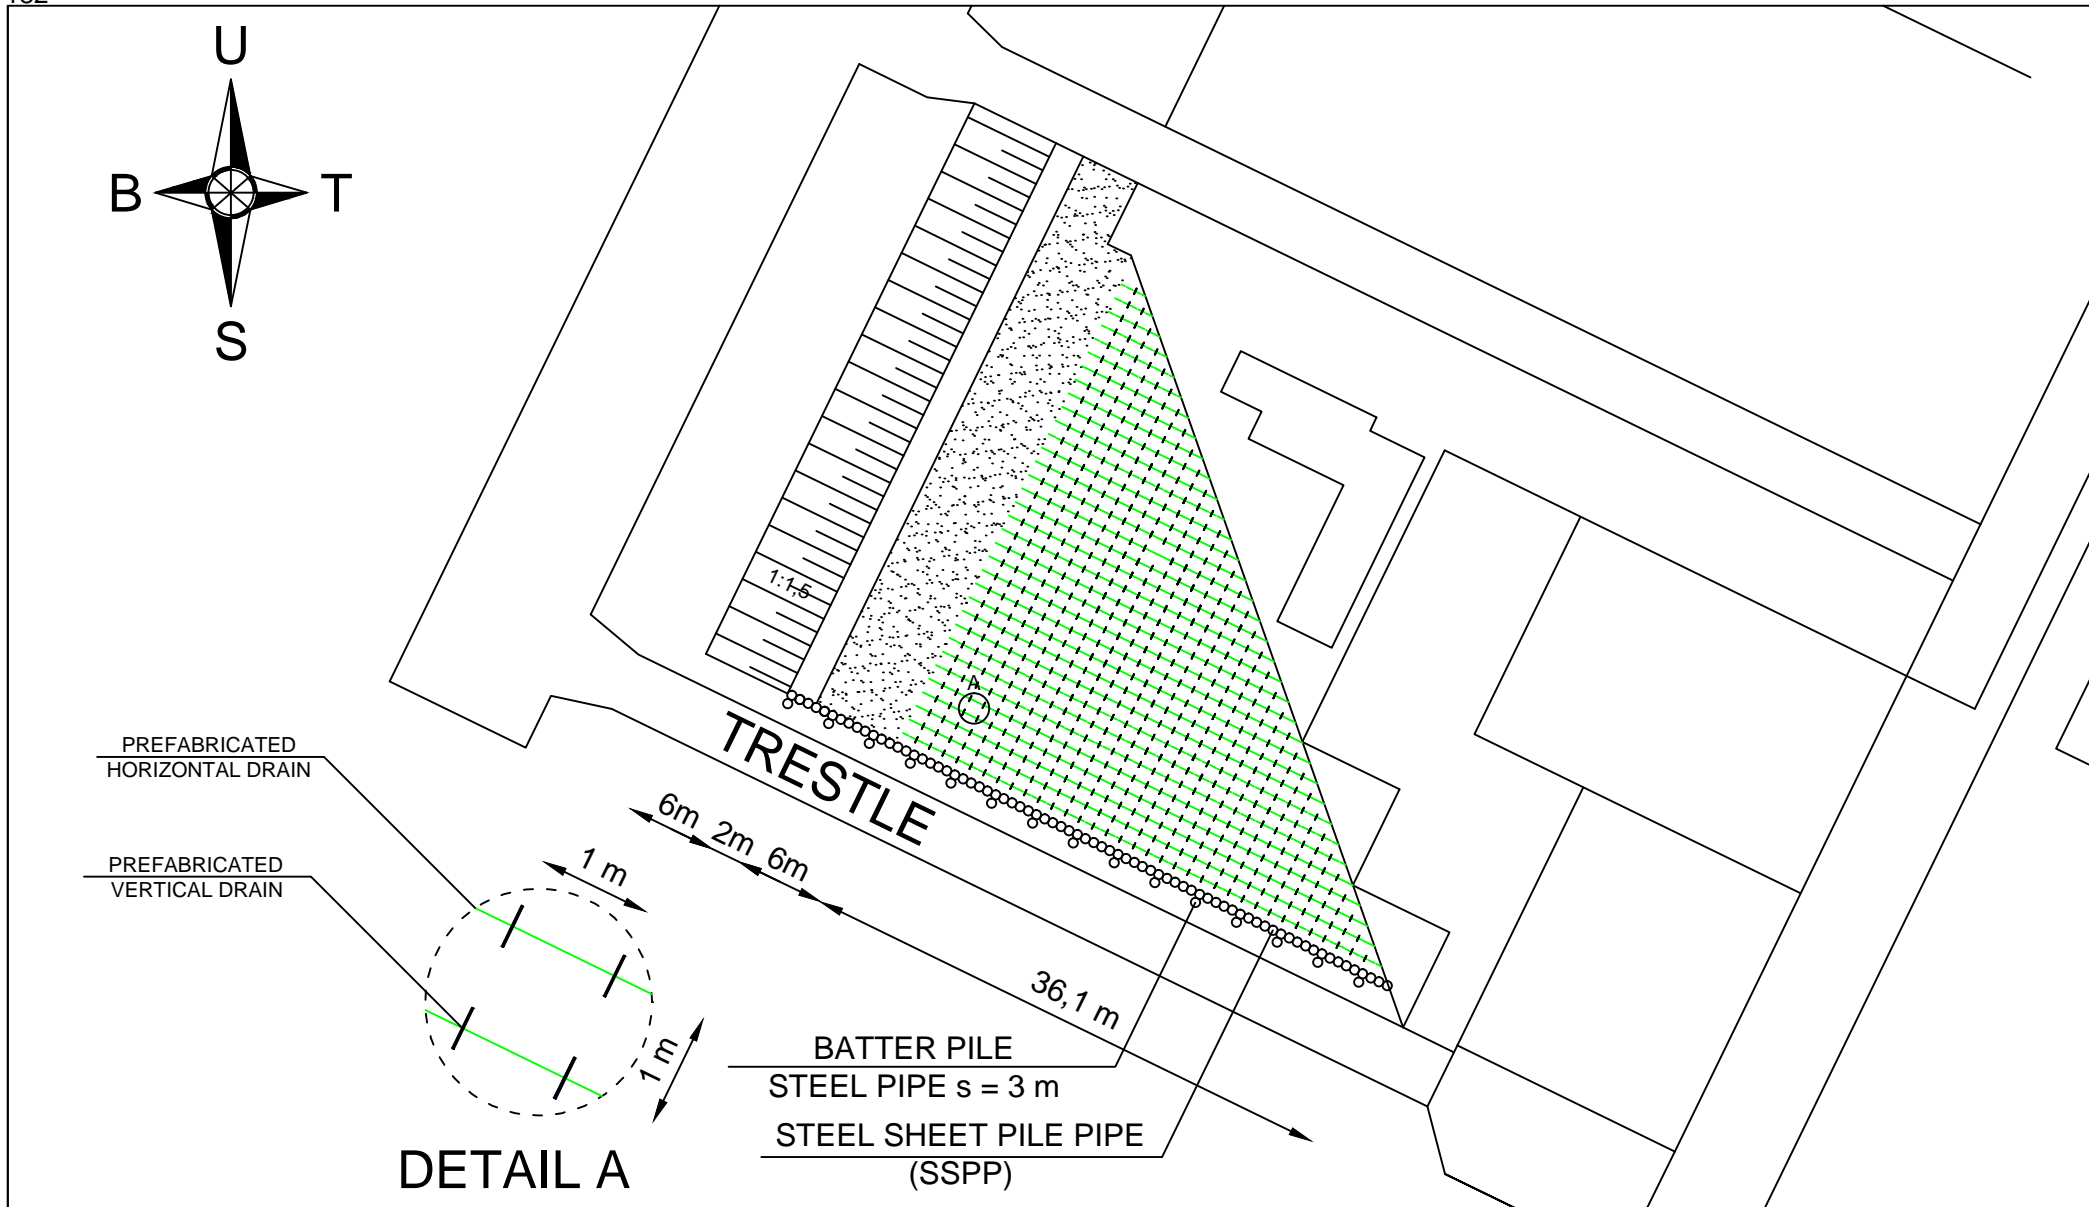 U
B
T
S
1:1,5
A
TRESTLE
PREFABRICATED
HORIZONTAL DRAIN
PREFABRICATED
VERTICAL DRAIN
6m
2m
6m
36,1 m
1 m
1 m
BATTER PILE
STEEL PIPE s = 3 m
STEEL SHEET PILE PIPE
(SSPP)
DETAIL A